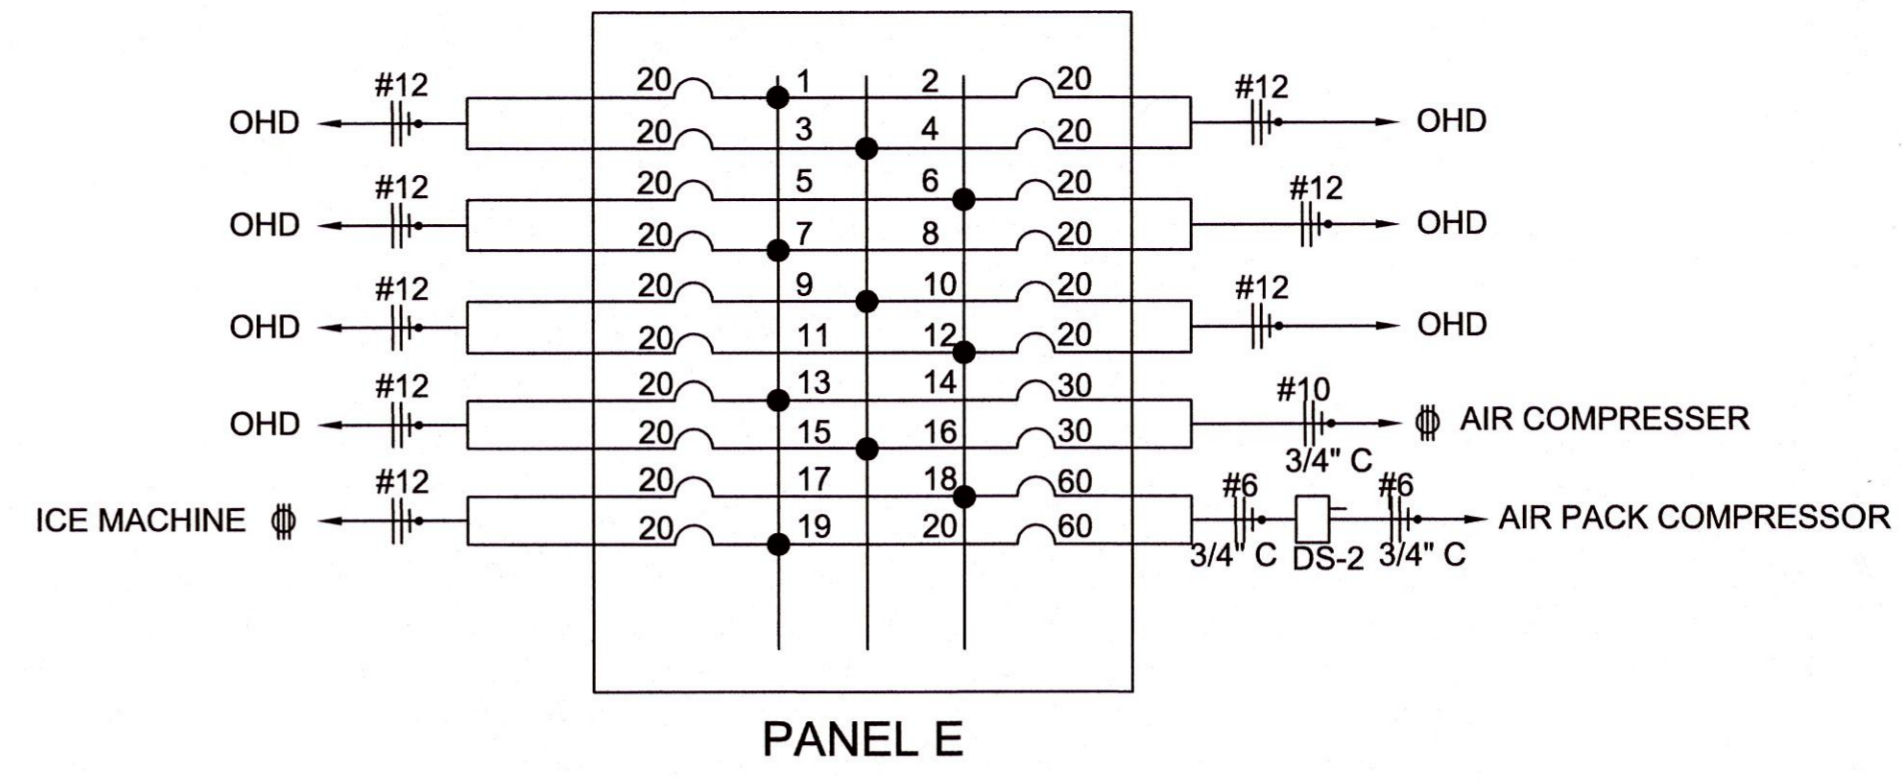 #12 20 1 2 20 #12
OHD OHD
20 3 4 20
#12 20 5 6 20 #12
OHD OHD
20 7 8 20
#12 20 9 10 20 #12
OHD OHD
20 11 12 20
#12 20 13 14 30 #10
OHD AIR COMPRESSER
20 15 16 30
3/4" C
#12 20 17 18 60 #6 #6
ICE MACHINE AIR PACK COMPRESSOR
20 19 20 60
3/4" C DS-2 3/4" C
PANEL E